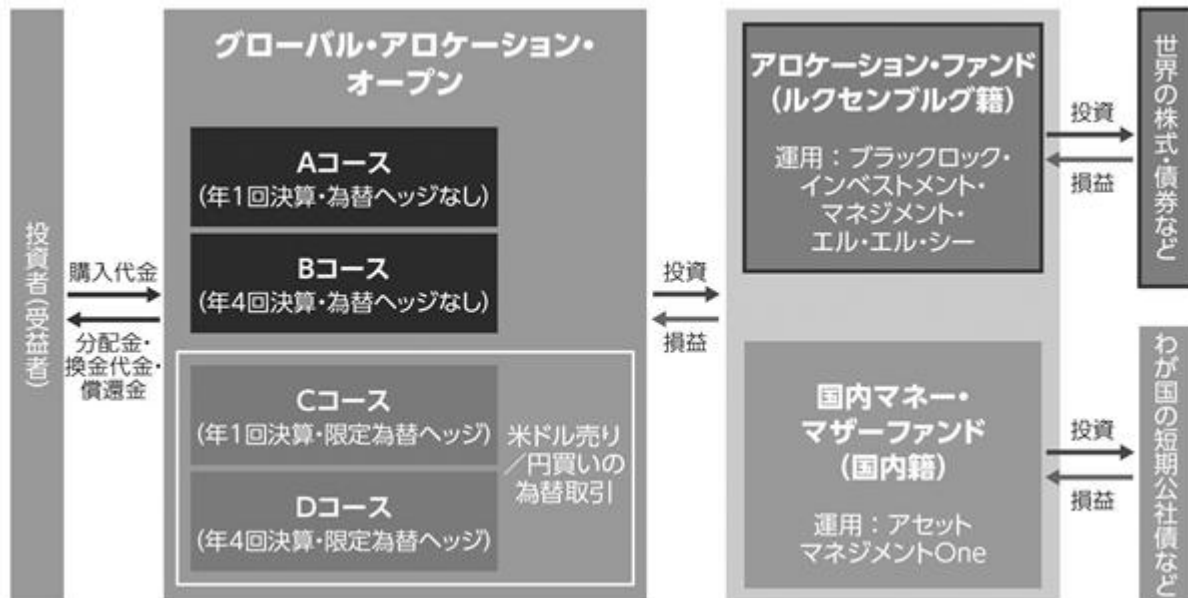 投資者(受益者)
購入代金
分配金・
換金代金・
償還金
グローバル・アロケーション・
オープン
Aコース
(年1回決算・為替ヘッジなし)
Bコース
(年4回決算・為替ヘッジなし)
Cコース
(年1回決算・限定為替ヘッジ)
Dコース
(年4回決算・限定為替ヘッジ)
米ドル売り
/円買いの
為替取引
投資
損益
アロケーション・ファンド
(ルクセンブルグ籍)
運用:ブラックロック・
インベストメント・
マネジメント・
エル・エル・シー
投資
損益
世界の株式・債券など
国内マネー・
マザーファンド
(国内籍)
運用:アセット
マネジメントOne
投資
損益
わが国の短期公社債など